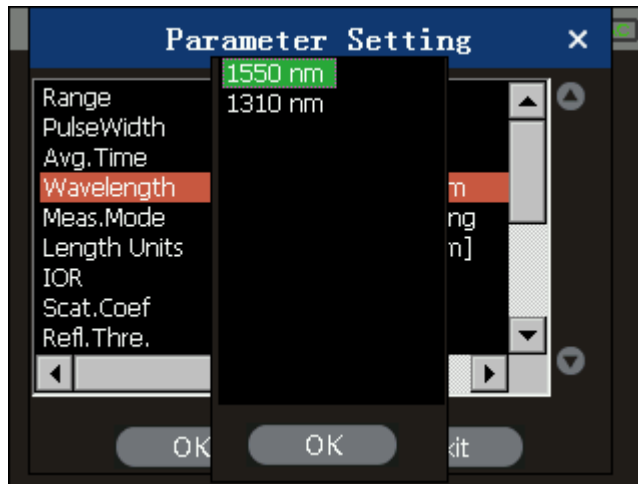 Parameter Setting
1550 nm
1310 nm
Range
PulseWidth
Avg.Time
Wavelength
Meas.Mode
Length Units
IOR
Scat.Coef
Refl.Thre.
m
ng
m]
OK
OK
xit